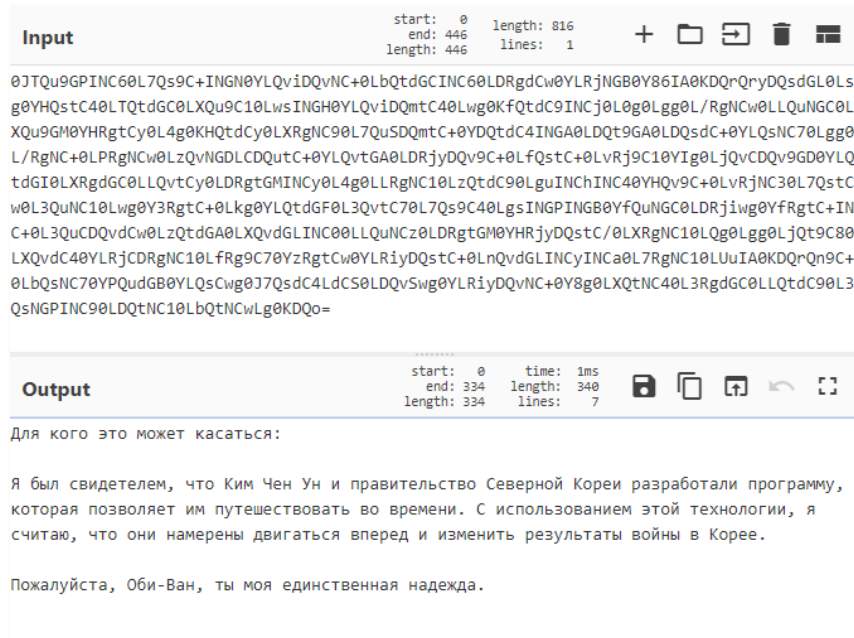 Input
start: 0
end: 446
length: 446
length: 816
lines: 1
0JTQu9GPINC60L7Qs9C+INGN0YLQviDQvNC+0LbQtdGCINC60LDRgdCw0YLRjNGB0Y86IA0KDQrQryDQsdGL0Ls
g0YHQstC40LTQtdGC0LXQu9C10LwsINGH0YLQviDQmtC40Lwg0KfQtdC9INCj0L0g0Lgg0L/RgNCw0LLQuNGC0L
XQu9GM0YHRgtCy0L4g0KHQtdCy0LXRgNC90L7QuSDQmtC+0YDQtdC4INGA0LDQt9GA0LDQsdC+0YLQsNC70Lgg0
L/RgNC+0LPRgNCw0LzQvNGDLCDQutC+0YLQvtGA0LDRjyDQv9C+0LfQstC+0LvRj9C10YIg0LjQvCDQv9GD0YLQ
tdGI0LXRgdGC0LLQvtCy0LDRgtGMINCy0L4g0LLRgNC10LzQtdC90LguINChINC40YHQv9C+0LvRjNC30L7QstC
w0L3QuNC10Lwg0Y3RgtC+0Lkg0YLQtdGF0L3QvtC70L7Qs9C40LgsINGPINGB0YfQuNGC0LDRjiwg0YfRgtC+IN
C+0L3QuCDQvdCw0LzQtdGA0LXQvdGLINC00LLQuNCz0LDRgtGM0YHRjyDQstC/0LXRgNC10LQg0Lgg0LjQt9C80
LXQvdC40YLRjCDRgNC10LfRg9C70YzRgtCw0YLRiyDQstC+0LnQvdGLINCyINCa0L7RgNC10LUuIA0KDQrQn9C+
0LbQsNC70YPQudGB0YLQsCwg0J7QsdC4LdCS0LDQvSwg0YLRiyDQvNC+0Y8g0LXQtNC40L3RgdGC0LLQtdC90L3
QsNGPINC90LDQtNC10LbQtNCwLg0KDQo=
Output
start: 0
end: 334
length: 334
time: 1ms
length: 340
lines: 7
Для кого это может касаться:
Я был свидетелем, что Ким Чен Ун и правительство Северной Кореи разработали программу,
которая позволяет им путешествовать во времени. С использованием этой технологии, я
считаю, что они намерены двигаться вперед и изменить результаты войны в Корее.
Пожалуйста, Оби-Ван, ты моя единственная надежда.